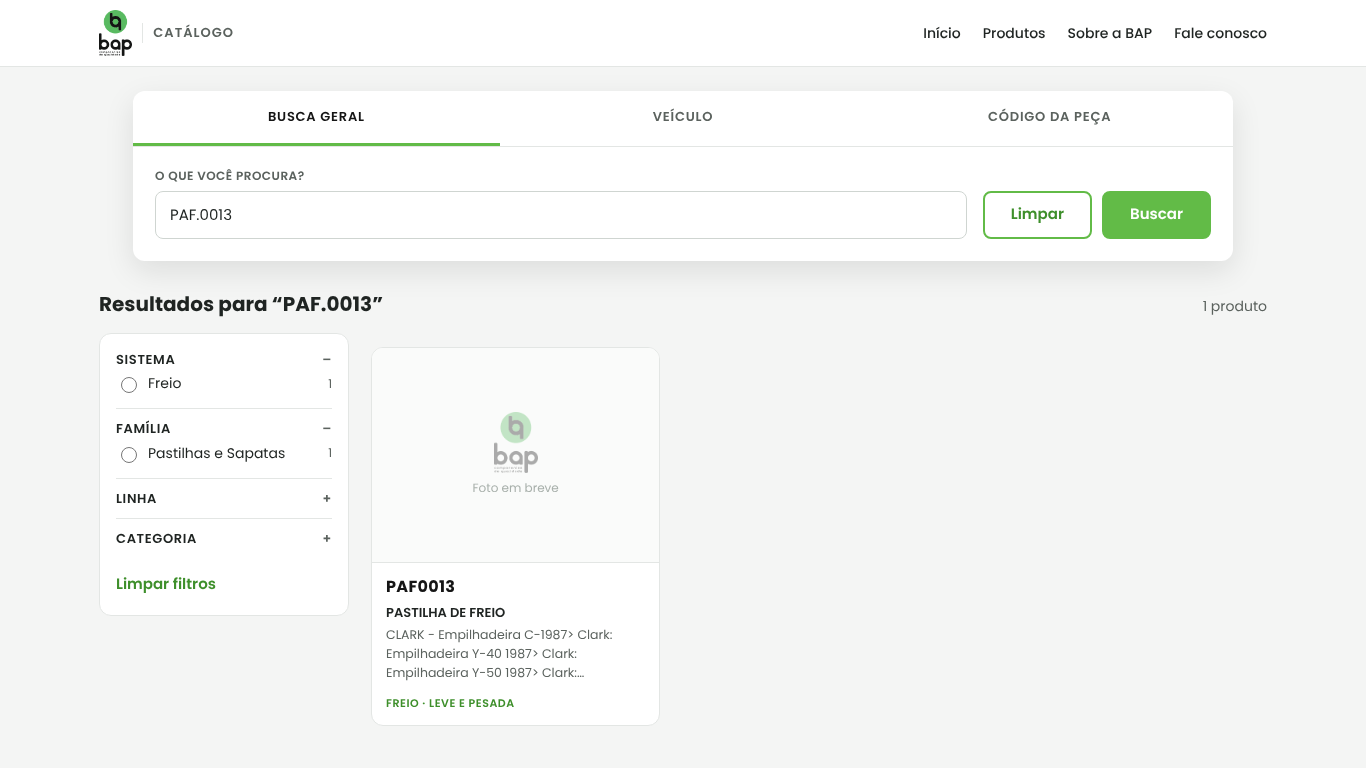 bap
CATÁLOGO
Início
Produtos
Sobre a BAP
Fale conosco
BUSCA GERAL
VEÍCULO
CÓDIGO DA PEÇA
O QUE VOCÊ PROCURA?
PAF.0013
Limpar
Buscar
Resultados para “PAF.0013”
1 produto
SISTEMA −
Freio 1
FAMÍLIA −
Pastilhas e Sapatas 1
LINHA +
CATEGORIA +
Limpar filtros
bap
Foto em breve
PAF0013
PASTILHA DE FREIO
CLARK - Empilhadeira C-1987> Clark:
Empilhadeira Y-40 1987> Clark:
Empilhadeira Y-50 1987> Clark:...
FREIO · LEVE E PESADA